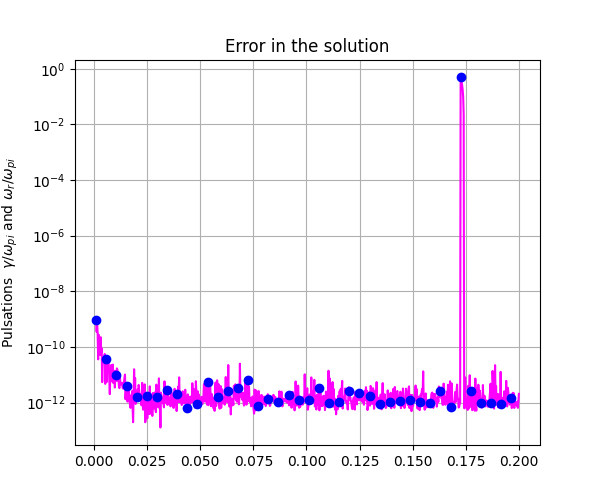 Error in the solution
Pulsations γ/ω_pi and ω_r/ω_pi
10^0
10^-2
10^-4
10^-6
10^-8
10^-10
10^-12
0.000 0.025 0.050 0.075 0.100 0.125 0.150 0.175 0.200